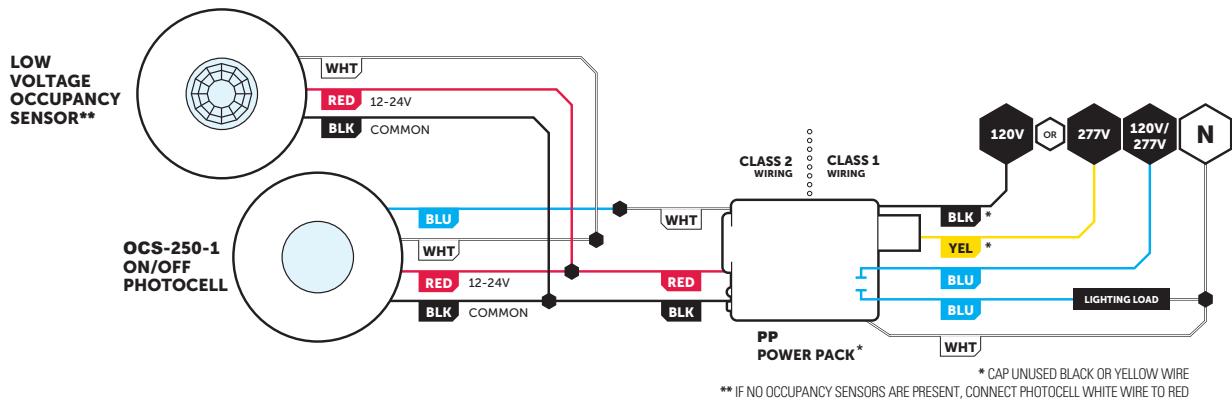 LOW
VOLTAGE
OCCUPANCY
SENSOR**
WHT
RED 12-24V
BLK COMMON
OCS-250-1
ON/OFF
PHOTOCELL
BLU
WHT
RED 12-24V
BLK COMMON
WHT
RED
BLK
CLASS 2
WIRING
CLASS 1
WIRING
PP
POWER PACK*
120V OR 277V 120V/
277V
N
BLK *
YEL *
BLU
BLU
LIGHTING LOAD
WHT
* CAP UNUSED BLACK OR YELLOW WIRE
** IF NO OCCUPANCY SENSORS ARE PRESENT, CONNECT PHOTOCELL WHITE WIRE TO RED